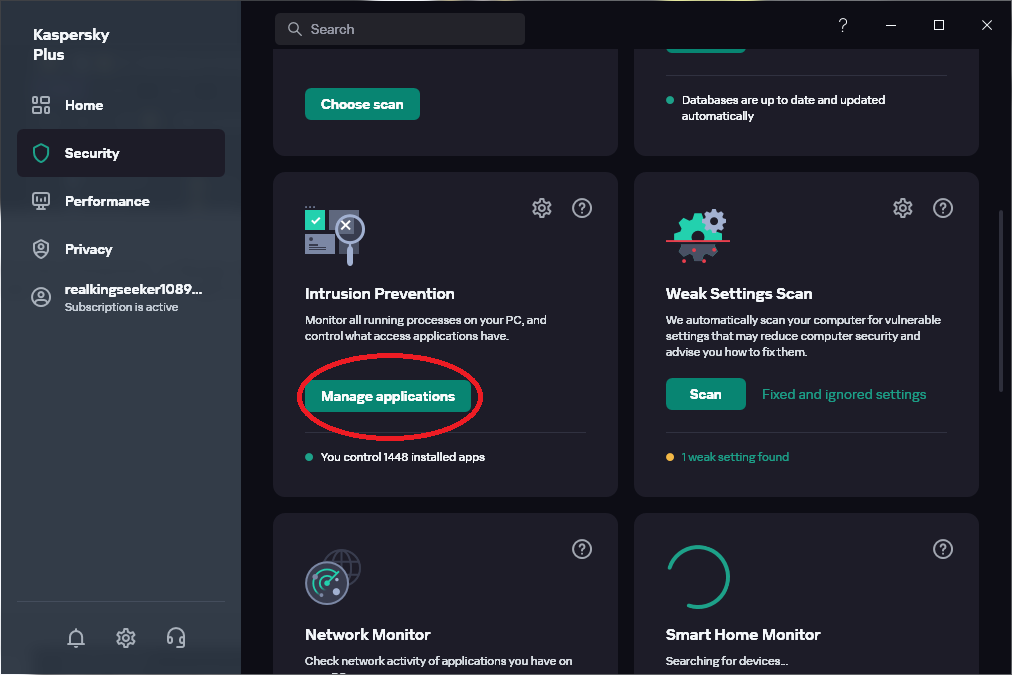 Kaspersky
Plus
Home
Security
Performance
Privacy
realkingseeker1089...
Subscription is active
Search
Choose scan
Databases are up to date and updated
automatically
Intrusion Prevention
Monitor all running processes on your PC, and
control what access applications have.
Manage applications
You control 1448 installed apps
Weak Settings Scan
We automatically scan your computer for vulnerable
settings that may reduce computer security and
advise you how to fix them.
Scan
Fixed and ignored settings
1 weak setting found
Network Monitor
Check network activity of applications you have on
Smart Home Monitor
Searching for devices...